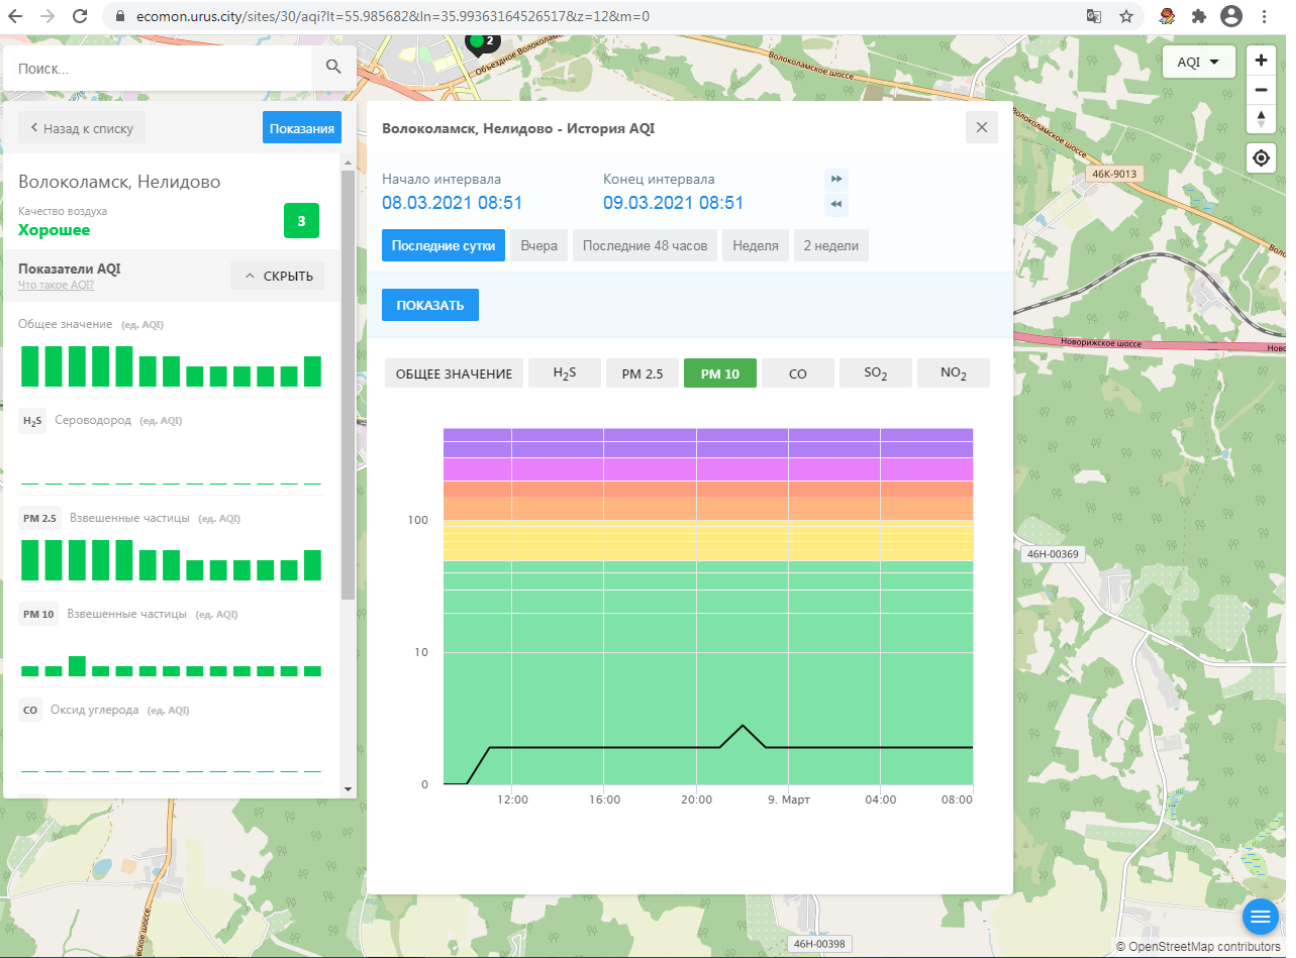 ecomon.urus.city/sites/30/aqi?lt=55.985682&ln=35.99363164526517&z=12&m=0
2
Объездное Волоколамск
Волоколамское шоссе
Поиск...
AQI
+
−
Назад к списку
Показания
Волоколамск, Нелидово
Качество воздуха
Хорошее
3
Показатели AQI
Что такое AQI?
СКРЫТЬ
Общее значение (ед. AQI)
H2S Сероводород (ед. AQI)
PM 2.5 Взвешенные частицы (ед. AQI)
PM 10 Взвешенные частицы (ед. AQI)
CO Оксид углерода (ед. AQI)
Волоколамск, Нелидово - История AQI
Начало интервала
08.03.2021 08:51
Конец интервала
09.03.2021 08:51
Последние сутки
Вчера
Последние 48 часов
Неделя
2 недели
ПОКАЗАТЬ
ОБЩЕЕ ЗНАЧЕНИЕ
H2S
PM 2.5
PM 10
CO
SO2
NO2
100
10
0
12:00
16:00
20:00
9. Март
04:00
08:00
Волоколамское шоссе
46К-9013
Воло
Новорижское шоссе
Ново
46Н-00369
46Н-00398
ское шоссе
© OpenStreetMap contributors